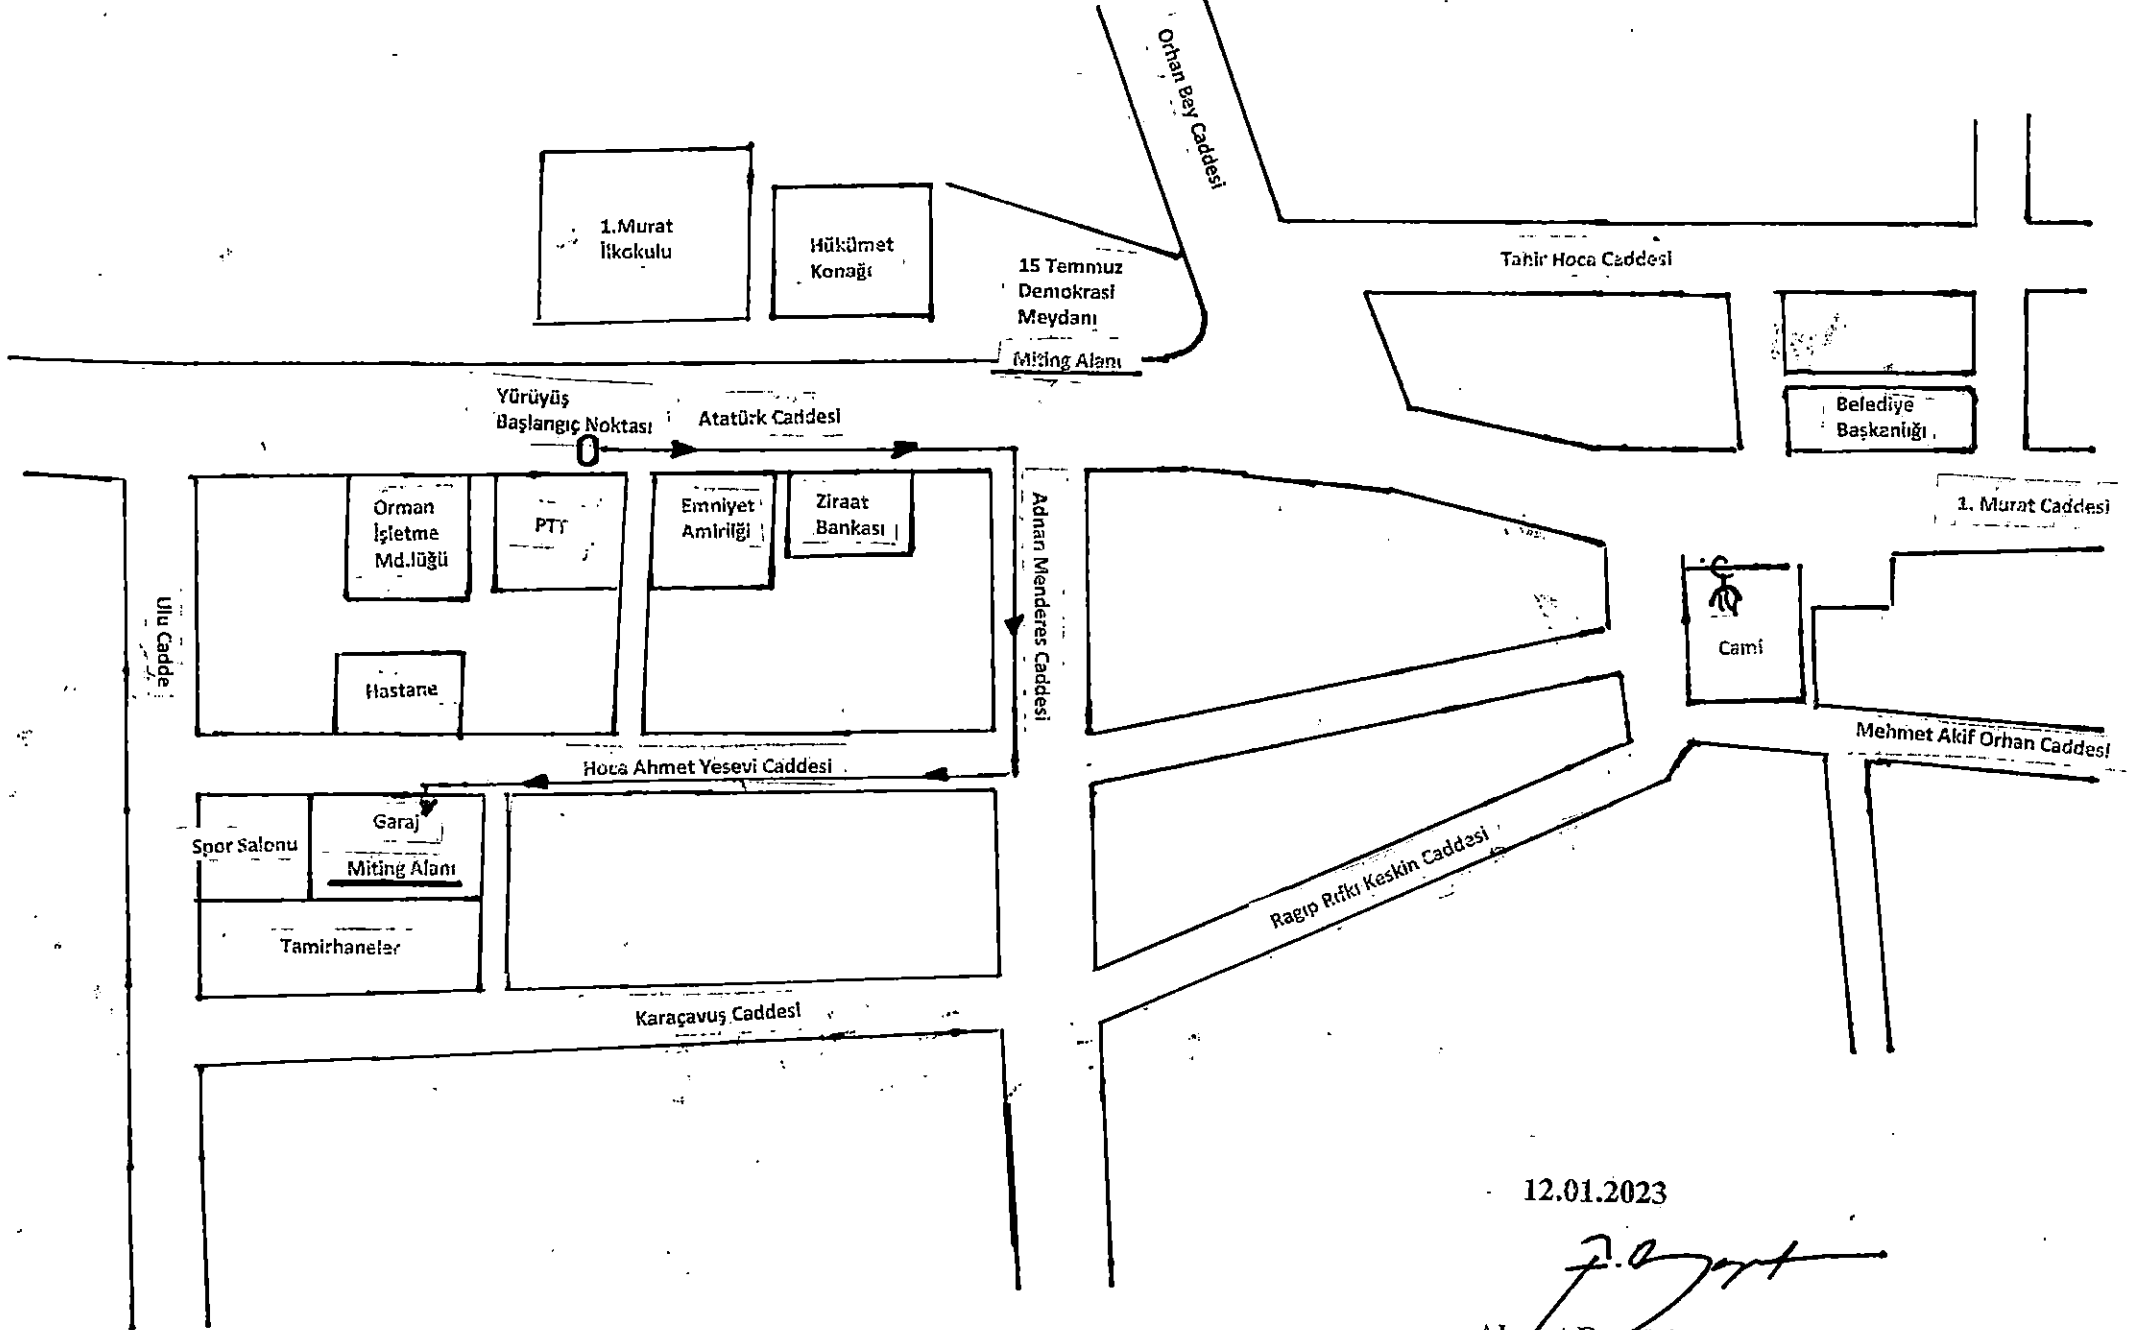 Orhan Bey Caddesi
1.Murat
İlkokulu
Hükümet
Konağı
15 Temmuz
Demokrasi
Meydanı
Miting Alanı
Tahir Hoca Caddesi
Yürüyüş
Başlangıç Noktası
Atatürk Caddesi
Belediye
Başkanlığı
1. Murat Caddesi
Orman
İşletme
Md.lüğü
PTT
Emniyet
Amirliği
Ziraat
Bankası
Adnan Menderes Caddesi
Ulu Cadde
Hastane
Cami
Mehmet Akif Orhan Caddesi
Hoca Ahmet Yesevi Caddesi
Spor Salonu
Garaj
Miting Alanı
Tamirhaneler
Ragıp Rıfkı Keskin Caddesi
Karaçavuş Caddesi
12.01.2023